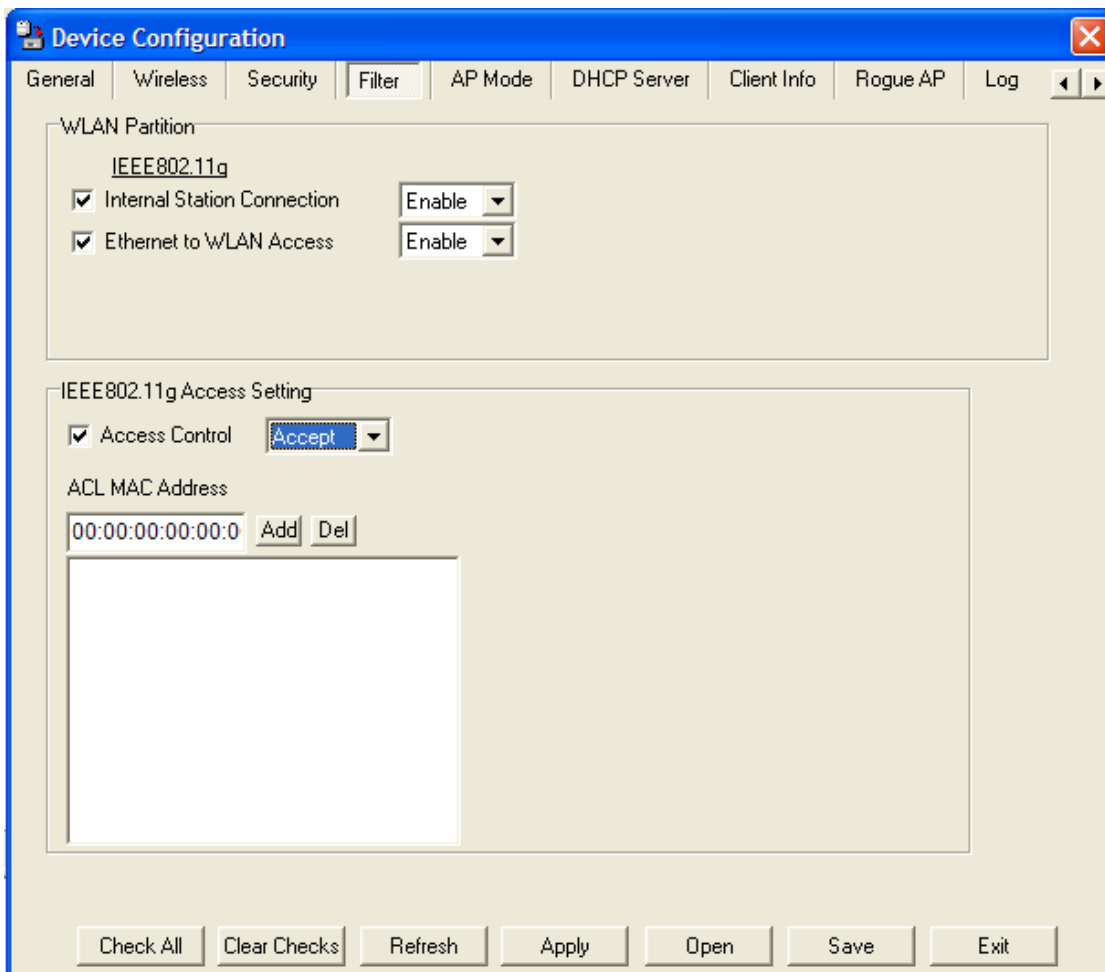 Device Configuration
General Wireless Security Filter AP Mode DHCP Server Client Info Rogue AP Log
WLAN Partition
IEEE802.11g
Internal Station Connection Enable
Ethernet to WLAN Access Enable
IEEE802.11g Access Setting
Access Control Accept
ACL MAC Address
00:00:00:00:00:0 Add Del
Check All Clear Checks Refresh Apply Open Save Exit